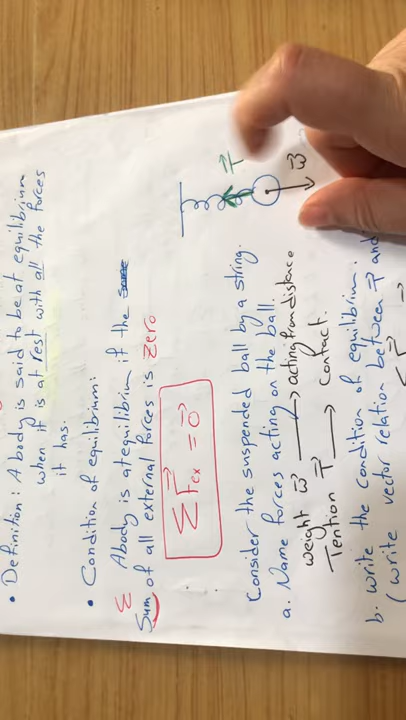 • Definition: A body is said to be at equilibrium
when it is at rest with all the forces
it has.
• Condition of equilibrium:
Σ A body is at equilibrium if the
Sum of all external forces is Zero
ΣF⃗ex = 0⃗
Consider the suspended ball by a string.
a. Name forces acting on the ball.
weight w⃗ ⟶ acting from distance
Tention T⃗ ⟶ Contact.
b. write the condition of equilibrium.
(write vector relation between T⃗ and
T⃗
w⃗